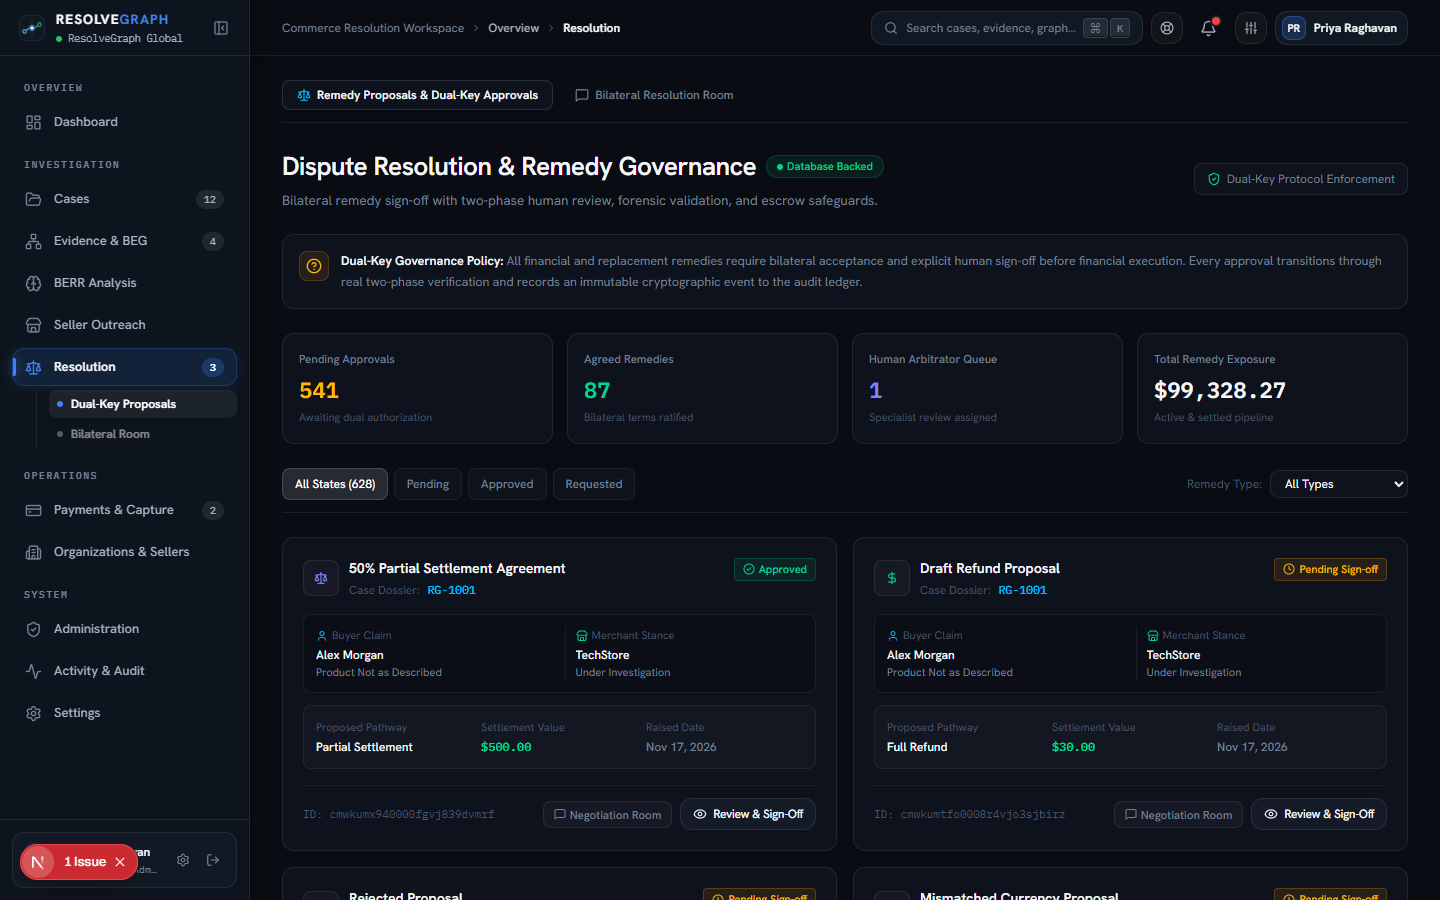 RESOLVEGRAPH
ResolveGraph Global
OVERVIEW
Dashboard
INVESTIGATION
Cases 12
Evidence & BEG 4
BERR Analysis
Seller Outreach
Resolution 3
Dual-Key Proposals
Bilateral Room
OPERATIONS
Payments & Capture 2
Organizations & Sellers
SYSTEM
Administration
Activity & Audit
Settings
N 1 Issue
Commerce Resolution Workspace > Overview > Resolution
Search cases, evidence, graph... ⌘ K
PR Priya Raghavan
Remedy Proposals & Dual-Key Approvals
Bilateral Resolution Room
Dispute Resolution & Remedy Governance
Database Backed
Bilateral remedy sign-off with two-phase human review, forensic validation, and escrow safeguards.
Dual-Key Protocol Enforcement
Dual-Key Governance Policy: All financial and replacement remedies require bilateral acceptance and explicit human sign-off before financial execution. Every approval transitions through
real two-phase verification and records an immutable cryptographic event to the audit ledger.
Pending Approvals
541
Awaiting dual authorization
Agreed Remedies
87
Bilateral terms ratified
Human Arbitrator Queue
1
Specialist review assigned
Total Remedy Exposure
$99,328.27
Active & settled pipeline
All States (628)
Pending
Approved
Requested
Remedy Type: All Types
50% Partial Settlement Agreement
Approved
Case Dossier: RG-1001
Buyer Claim
Alex Morgan
Product Not as Described
Merchant Stance
TechStore
Under Investigation
Proposed Pathway
Partial Settlement
Settlement Value
$500.00
Raised Date
Nov 17, 2026
ID: cmwkumx940000fgvj839dvmrf
Negotiation Room
Review & Sign-Off
Draft Refund Proposal
Pending Sign-off
Case Dossier: RG-1001
Buyer Claim
Alex Morgan
Product Not as Described
Merchant Stance
TechStore
Under Investigation
Proposed Pathway
Full Refund
Settlement Value
$30.00
Raised Date
Nov 17, 2026
ID: cmwkumtfo0008r4vjo3sjbirz
Negotiation Room
Review & Sign-Off
Rejected Proposal
Pending Sign-off
Mismatched Currency Proposal
Pending Sign-off